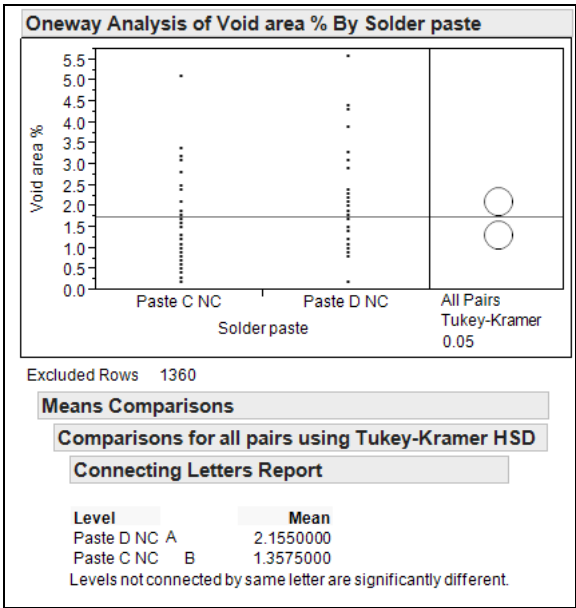 Oneway Analysis of Void area % By Solder paste
5.5
5.0
4.5
4.0
3.5
3.0
2.5
2.0
1.5
1.0
0.5
0.0
Void area %
Paste C NC
Paste D NC
All Pairs
Tukey-Kramer
0.05
Solder paste
Excluded Rows 1360
Means Comparisons
Comparisons for all pairs using Tukey-Kramer HSD
Connecting Letters Report
Level Mean
Paste D NC A 2.1550000
Paste C NC B 1.3575000
Levels not connected by same letter are significantly different.